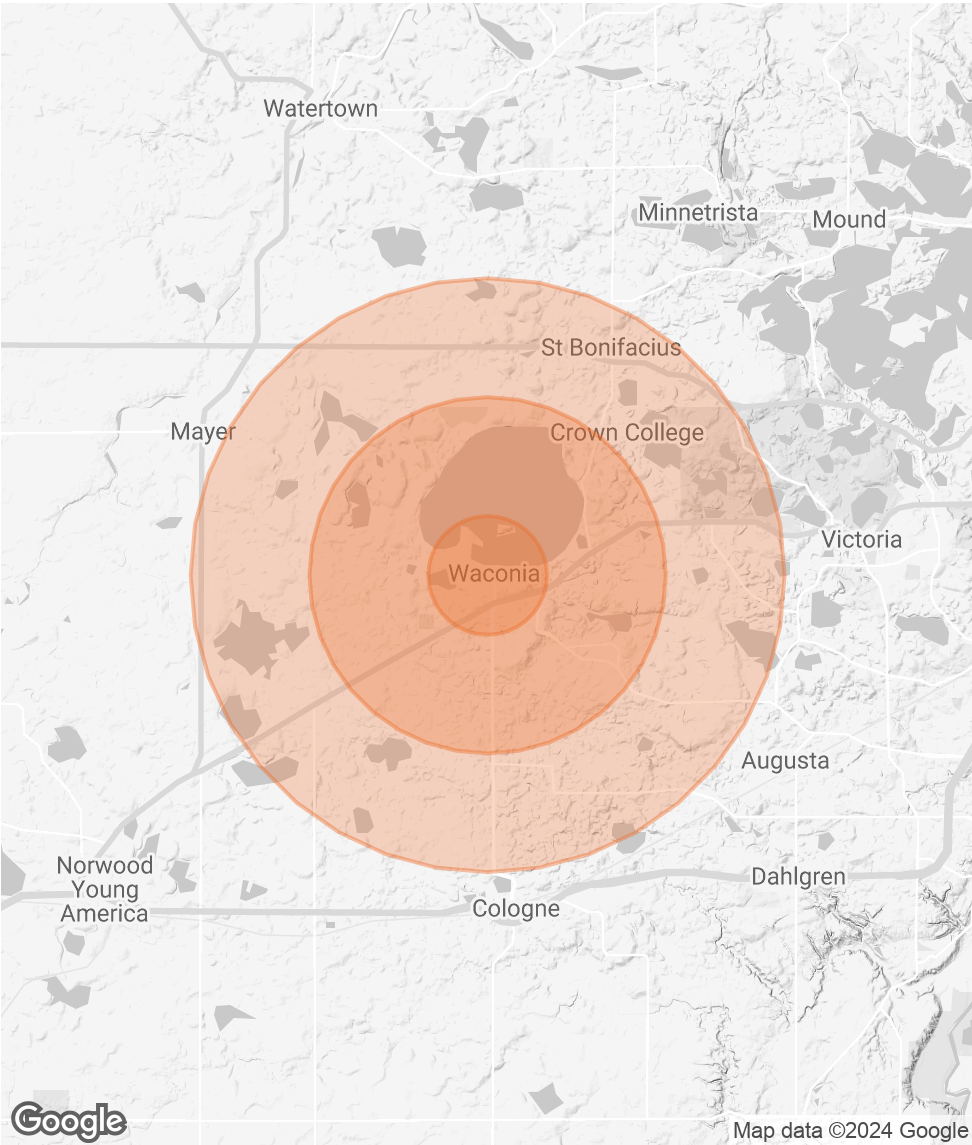 Watertown
Minnetrista
Mound
St Bonifacius
Mayer
Crown College
Victoria
Waconia
Augusta
Norwood
Young
America
Dahlgren
Cologne
Google
Map data ©2024 Google